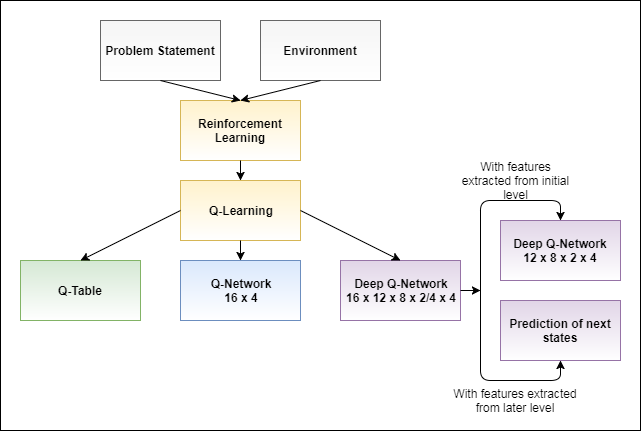 Problem Statement
Environment
Reinforcement
Learning
Q-Learning
With features
extracted from initial
level
Q-Table
Q-Network
16 x 4
Deep Q-Network
16 x 12 x 8 x 2/4 x 4
Deep Q-Network
12 x 8 x 2 x 4
Prediction of next
states
With features extracted
from later level